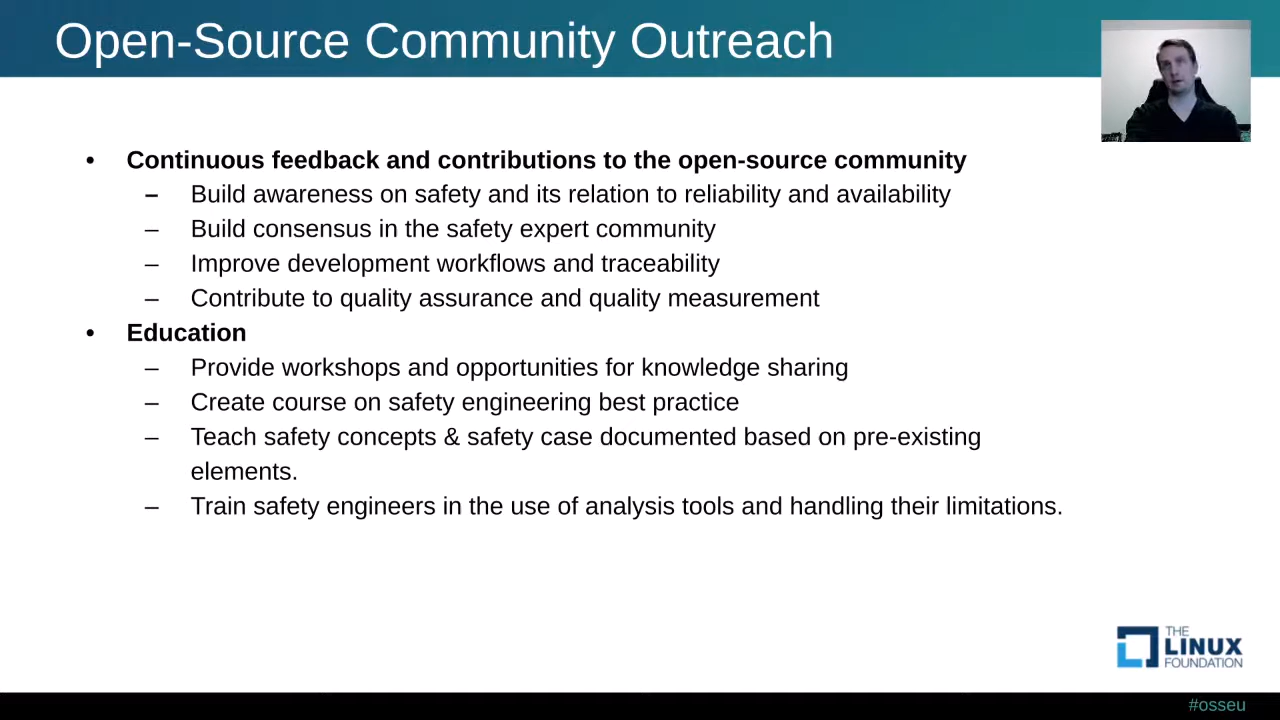 Open-Source Community Outreach
• Continuous feedback and contributions to the open-source community
– Build awareness on safety and its relation to reliability and availability
– Build consensus in the safety expert community
– Improve development workflows and traceability
– Contribute to quality assurance and quality measurement
• Education
– Provide workshops and opportunities for knowledge sharing
– Create course on safety engineering best practice
– Teach safety concepts & safety case documented based on pre-existing
elements.
– Train safety engineers in the use of analysis tools and handling their limitations.
THE
LINUX
FOUNDATION
#osseu